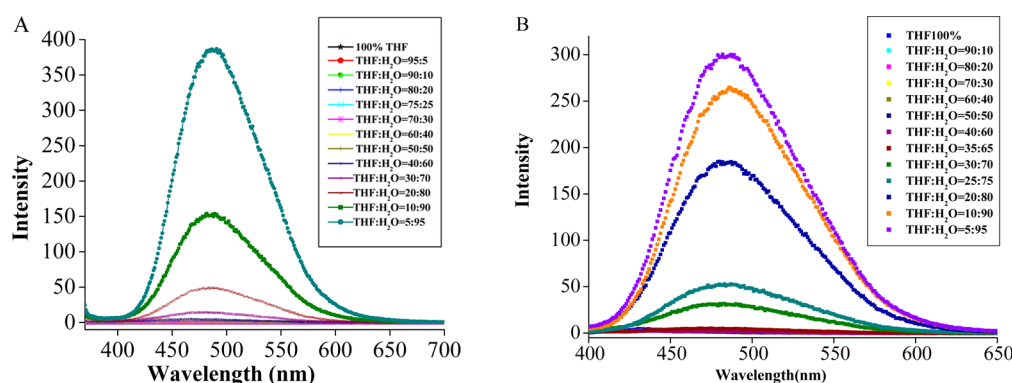 A
Intensity
400
350
300
250
200
150
100
50
0
400 450 500 550 600 650 700
Wavelength (nm)
100% THF
THF:H₂O=95:5
THF:H₂O=90:10
THF:H₂O=80:20
THF:H₂O=75:25
THF:H₂O=70:30
THF:H₂O=60:40
THF:H₂O=50:50
THF:H₂O=40:60
THF:H₂O=30:70
THF:H₂O=20:80
THF:H₂O=10:90
THF:H₂O=5:95
B
Intensity
300
250
200
150
100
50
0
400 450 500 550 600 650
Wavelength(nm)
THF100%
THF:H₂O=90:10
THF:H₂O=80:20
THF:H₂O=70:30
THF:H₂O=60:40
THF:H₂O=50:50
THF:H₂O=40:60
THF:H₂O=35:65
THF:H₂O=30:70
THF:H₂O=25:75
THF:H₂O=20:80
THF:H₂O=10:90
THF:H₂O=5:95